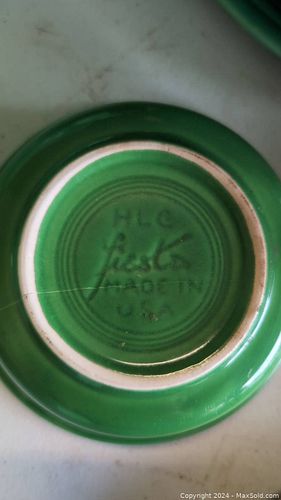 HLC
fiesta
MADE IN
USA
Copyright 2024 - MaxSold.com